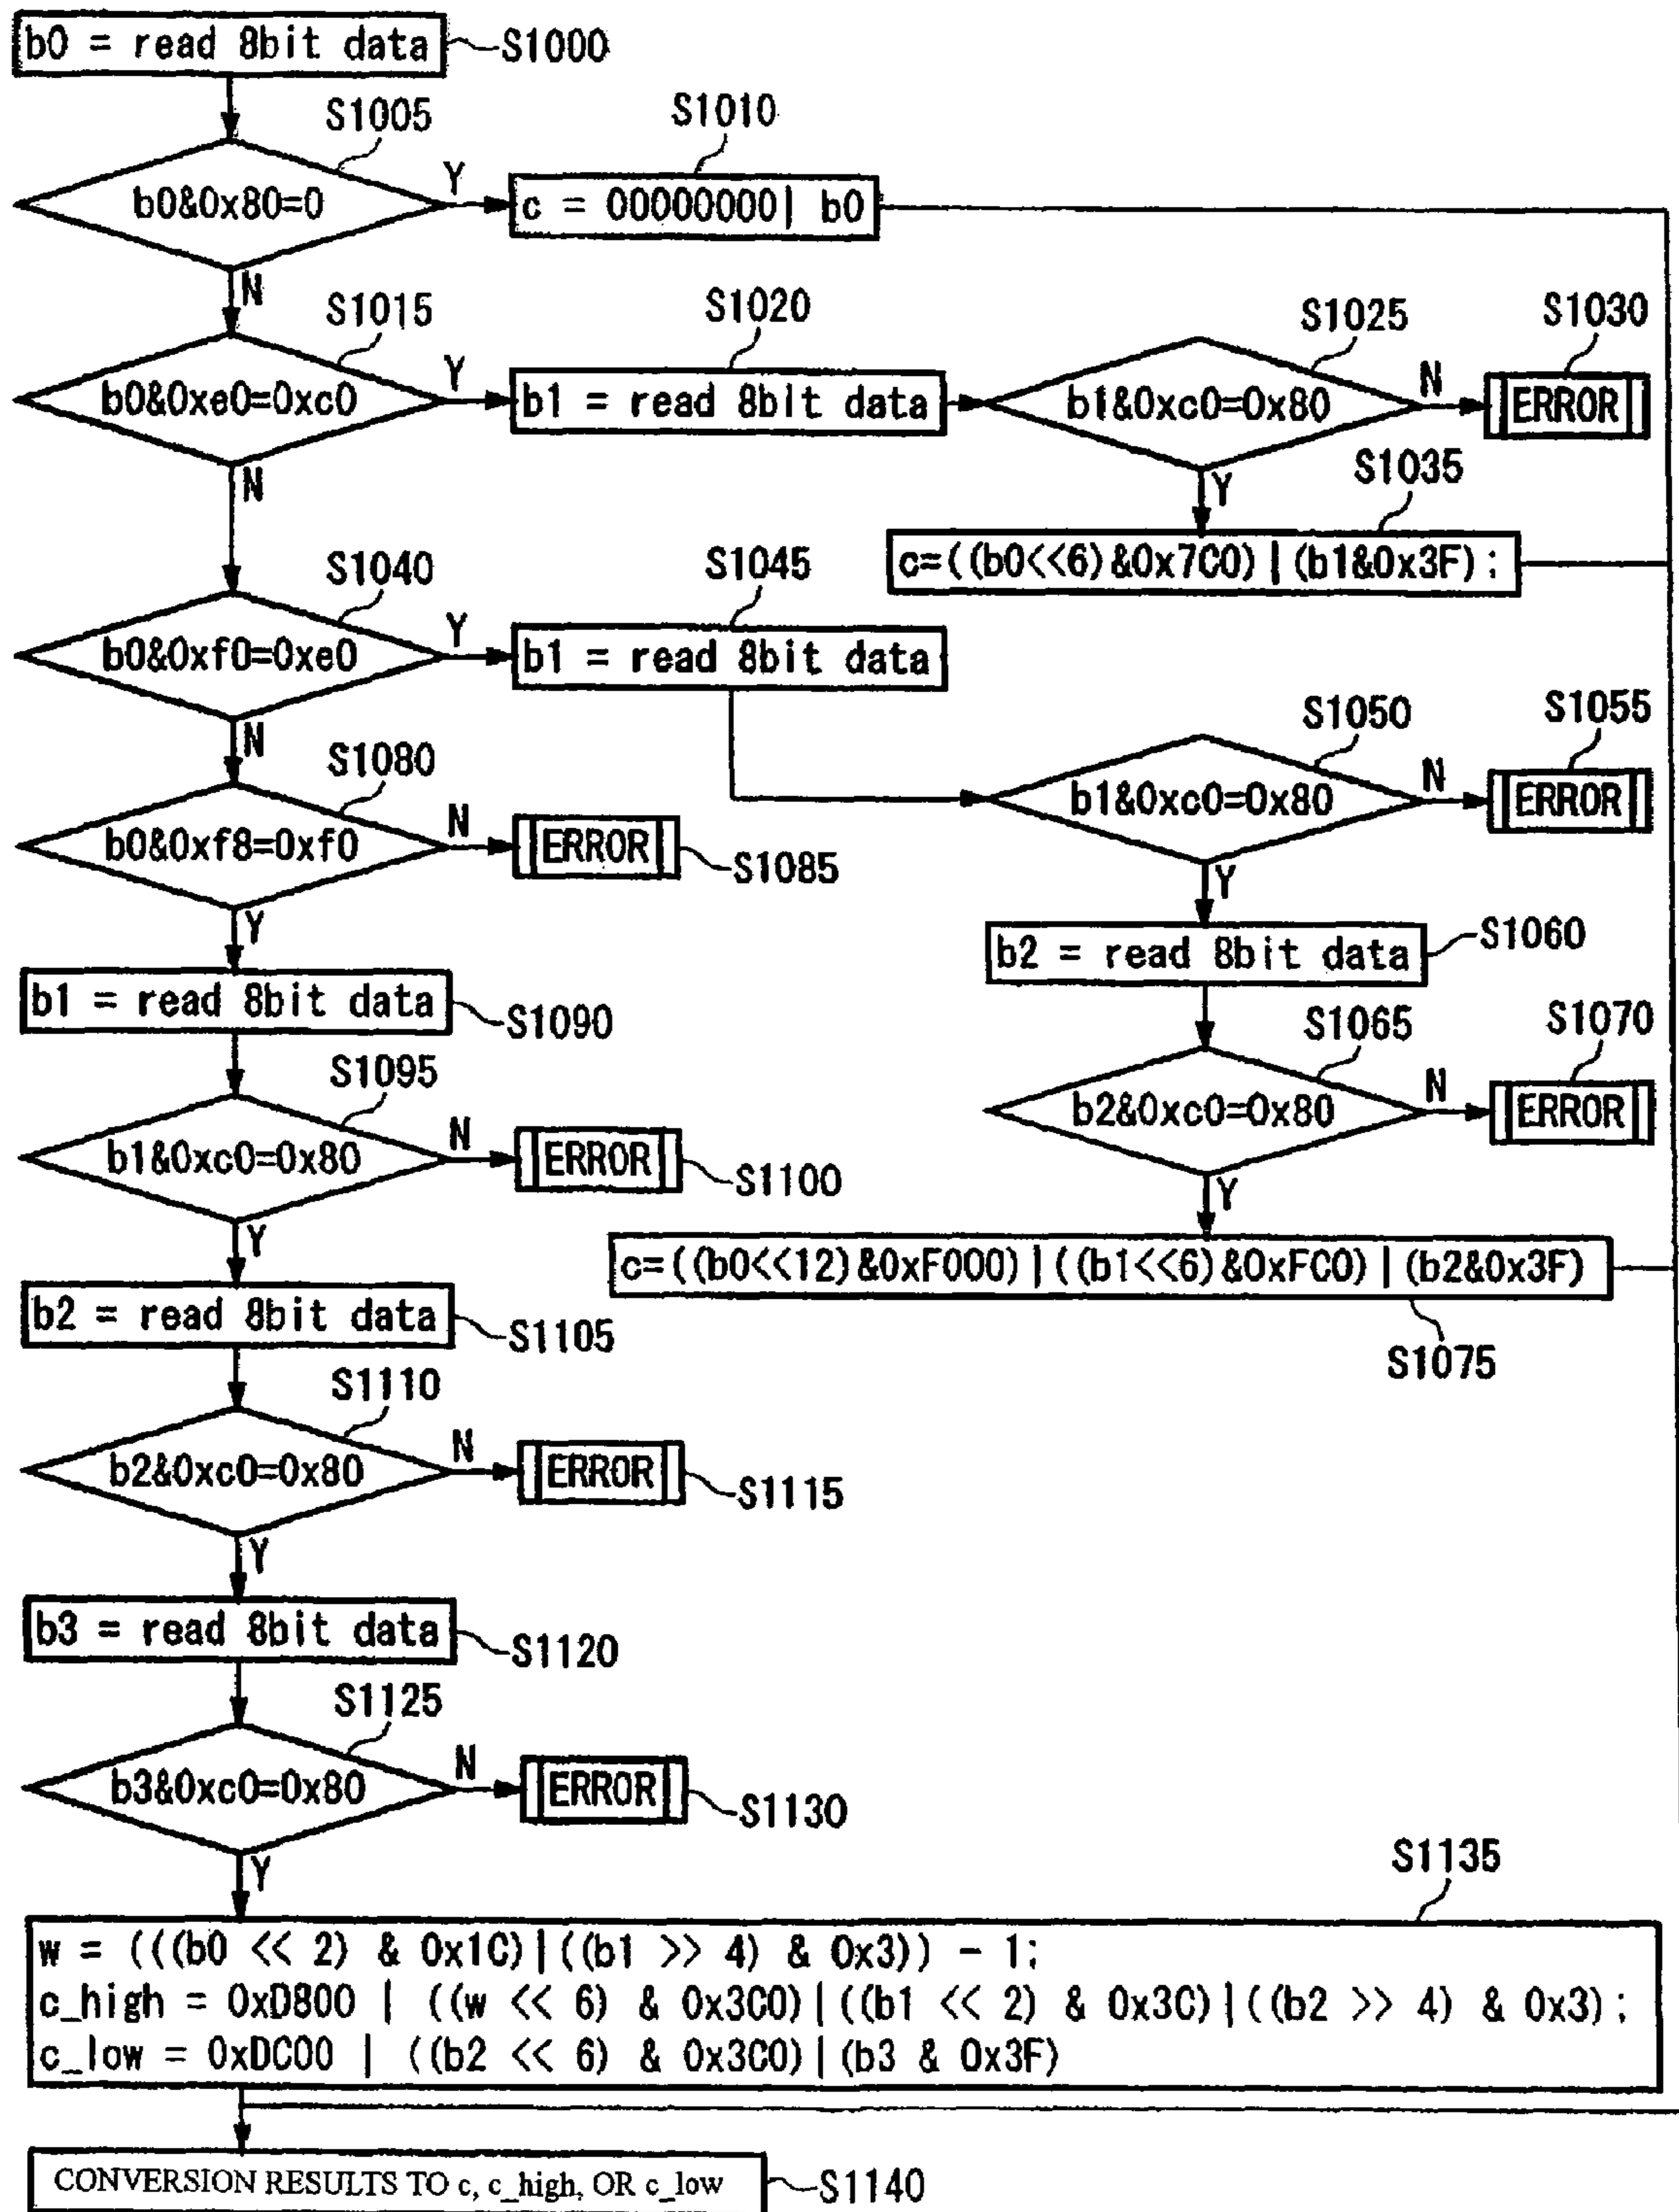 b0 = read 8bit data
S1000
S1005
b0&0x80=0
Y
N
S1010
c = 00000000| b0
S1015
b0&0xe0=0xc0
Y
N
S1020
b1 = read 8bit data
S1025
b1&0xc0=0x80
N
Y
S1030
ERROR
S1035
c=((b0<<6)&0x7C0)|(b1&0x3F);
S1040
b0&0xf0=0xe0
Y
N
S1045
b1 = read 8bit data
S1050
b1&0xc0=0x80
N
Y
S1055
ERROR
b2 = read 8bit data
S1060
S1065
b2&0xc0=0x80
N
Y
S1070
ERROR
c=((b0<<12)&0xF000)|((b1<<6)&0xFC0)|(b2&0x3F)
S1075
S1080
b0&0xf8=0xf0
N
Y
ERROR
S1085
b1 = read 8bit data
S1090
S1095
b1&0xc0=0x80
N
Y
ERROR
S1100
b2 = read 8bit data
S1105
S1110
b2&0xc0=0x80
N
Y
ERROR
S1115
b3 = read 8bit data
S1120
S1125
b3&0xc0=0x80
N
Y
ERROR
S1130
S1135
w = (((b0 << 2) & 0x1C)|((b1 >> 4) & 0x3)) - 1;
c_high = 0xD800 | ((w << 6) & 0x3C0)|((b1 << 2) & 0x3C)|((b2 >> 4) & 0x3);
c_low = 0xDC00 | ((b2 << 6) & 0x3C0)|(b3 & 0x3F)
CONVERSION RESULTS TO c, c_high, OR c_low
S1140